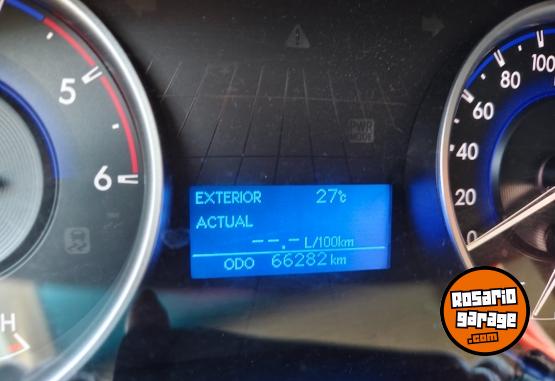 5
6
H
PWR
MODE
EXTERIOR 27°c
ACTUAL
--.- L/100km
ODO 66282 km
100
80
60
40
20
0
ROSARIO
garage
.com